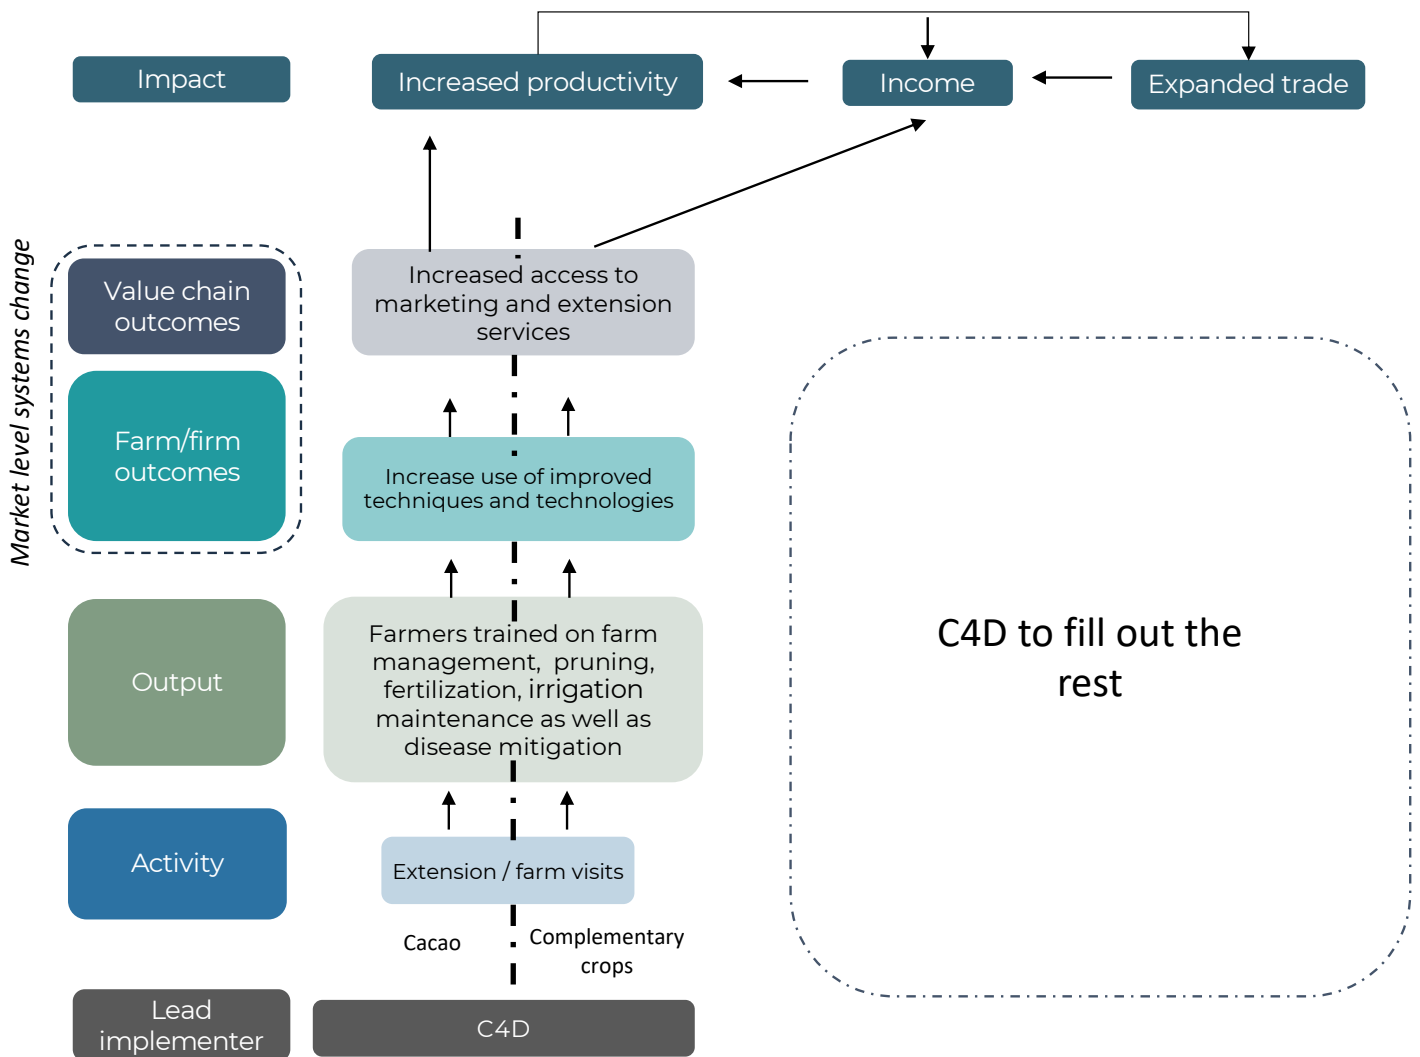 Impact
Increased productivity
Income
Expanded trade
Market level systems change
Value chain
outcomes
Increased access to
marketing and extension
services
Farm/firm
outcomes
Increase use of improved
techniques and technologies
C4D to fill out the
rest
Output
Farmers trained on farm
management, pruning,
fertilization, irrigation
maintenance as well as
disease mitigation
Activity
Extension / farm visits
Cacao
Complementary
crops
Lead
implementer
C4D